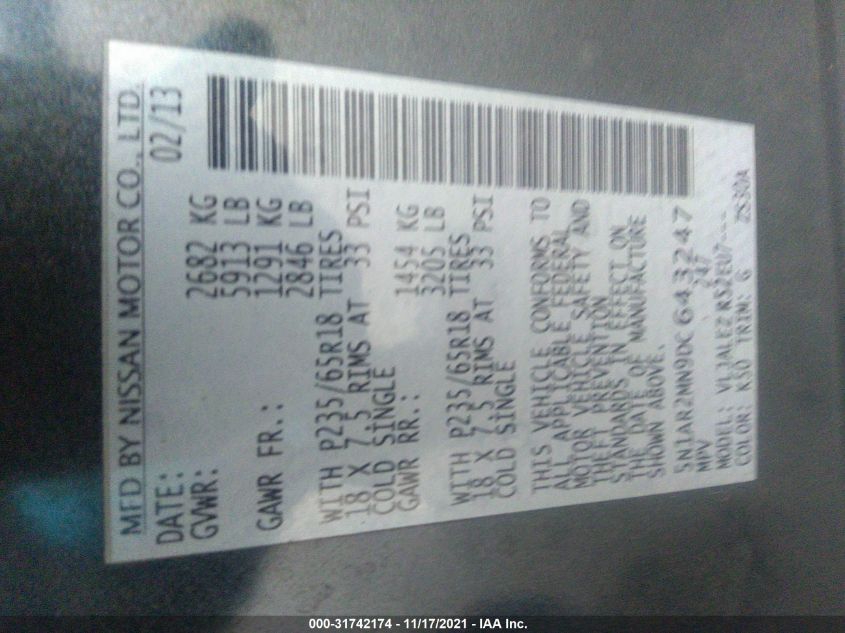 MFD BY NISSAN MOTOR CO., LTD.
DATE: 02/13
GVWR: 2682 KG
5913 LB
GAWR FR.: 1291 KG
2846 LB
WITH P235/65R18 TIRES
18 X 7.5 RIMS AT 33 PSI
COLD SINGLE
GAWR RR.: 1454 KG
3205 LB
WITH P235/65R18 TIRES
18 X 7.5 RIMS AT 33 PSI
COLD SINGLE
THIS VEHICLE CONFORMS TO
ALL APPLICABLE FEDERAL
MOTOR VEHICLE SAFETY AND
THEFT PREVENTION
STANDARDS IN EFFECT ON
THE DATE OF MANUFACTURE
SHOWN ABOVE.
5N1AR2MN9DC643247
MPV 247
MODEL:
COLOR: K50 TRIM: G 2S30A
000-31742174 - 11/17/2021 - IAA Inc.